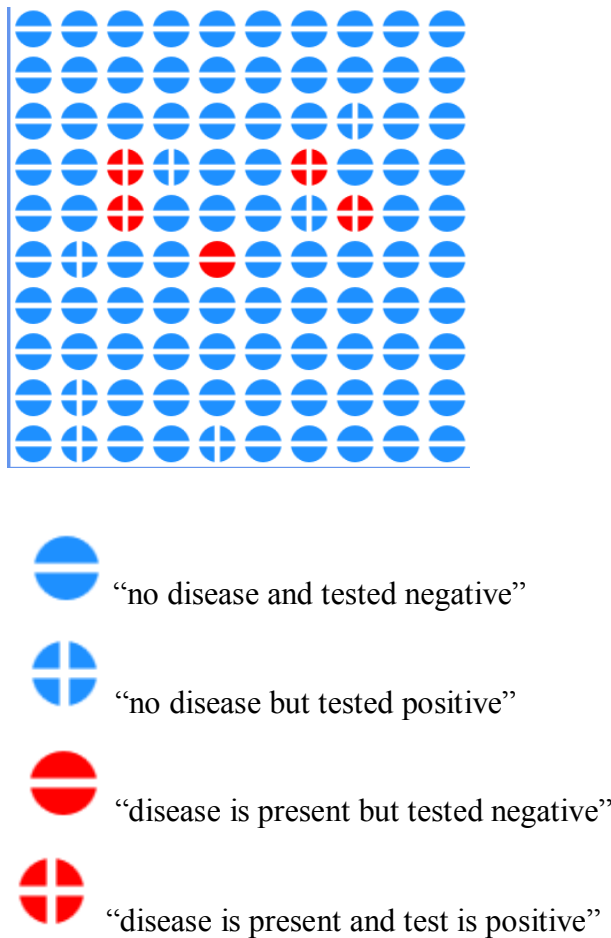 “no disease and tested negative”
“no disease but tested positive”
“disease is present but tested negative”
“disease is present and test is positive”